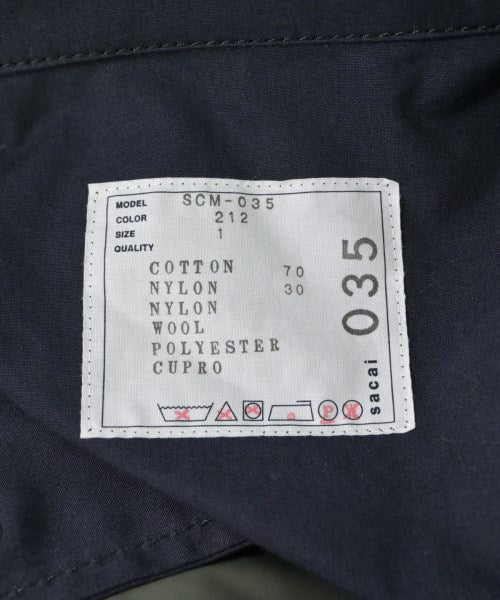 MODEL SCM-035
COLOR 212
SIZE 1
QUALITY
COTTON 70
NYLON 30
NYLON
WOOL
POLYESTER
CUPRO
P W
sacai 035